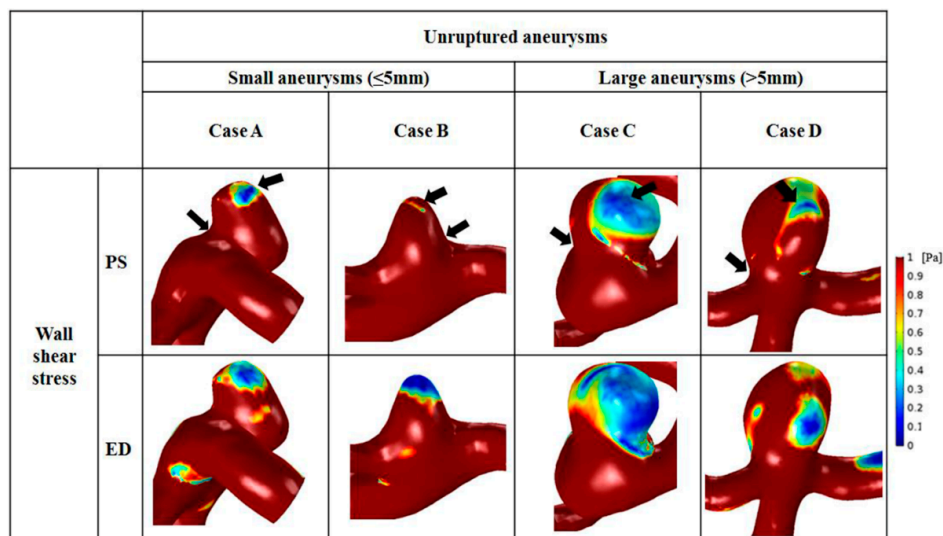 Unruptured aneurysms
Small aneurysms (≤5mm)
Large aneurysms (>5mm)
Case A
Case B
Case C
Case D
Wall
shear
stress
PS
ED
1 [Pa]
0.9
0.8
0.7
0.6
0.5
0.4
0.3
0.2
0.1
0